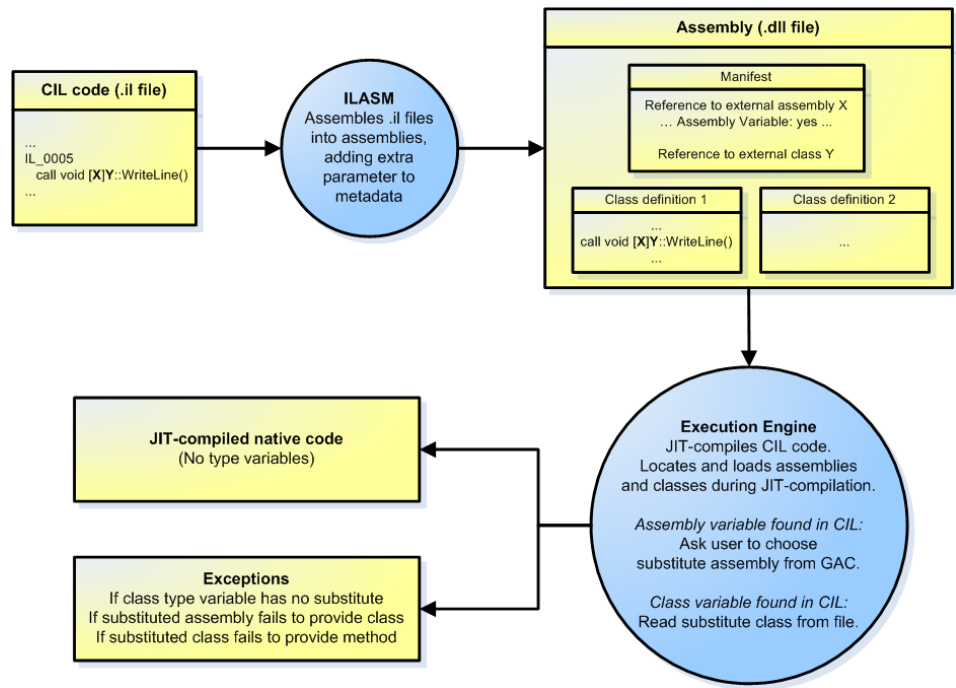 CIL code (.il file)
...
IL_0005
call void [X]Y::WriteLine()
...
ILASM
Assembles .il files
into assemblies,
adding extra
parameter to
metadata
Assembly (.dll file)
Manifest
Reference to external assembly X
... Assembly Variable: yes ...
Reference to external class Y
Class definition 1
...
call void [X]Y::WriteLine()
...
Class definition 2
...
Execution Engine
JIT-compiles CIL code.
Locates and loads assemblies
and classes during JIT-compilation.
Assembly variable found in CIL:
Ask user to choose
substitute assembly from GAC.
Class variable found in CIL:
Read substitute class from file.
JIT-compiled native code
(No type variables)
Exceptions
If class type variable has no substitute
If substituted assembly fails to provide class
If substituted class fails to provide method